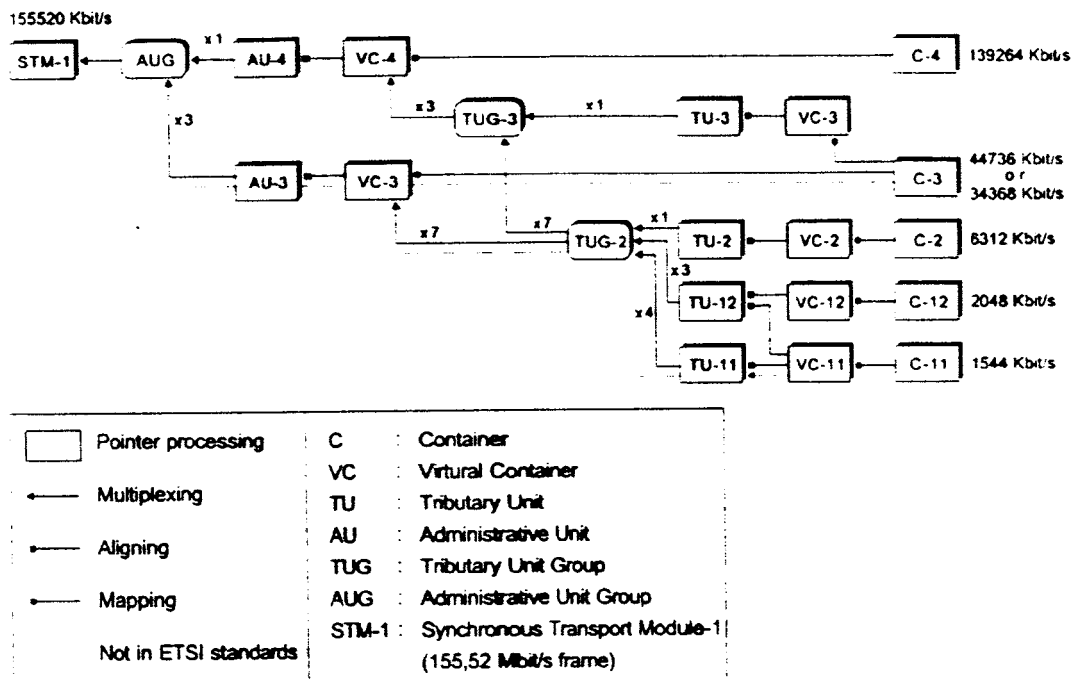 155520 Kbit/s
STM-1 AUG x1 AU-4 VC-4 C-4 139264 Kbit/s
x3 TUG-3 x1 TU-3 VC-3
x3
44736 Kbit/s
or
34368 Kbit/s
AU-3 VC-3 C-3
x7 x7 TUG-2 x1 TU-2 VC-2 C-2 6312 Kbit/s
x3
TU-12 VC-12 C-12 2048 Kbit/s
x4
TU-11 VC-11 C-11 1544 Kbit/s
Pointer processing
Multiplexing
Aligning
Mapping
Not in ETSI standards
C : Container
VC : Virtural Container
TU : Tributary Unit
AU : Administrative Unit
TUG : Tributary Unit Group
AUG : Administrative Unit Group
STM-1 : Synchronous Transport Module-1
(155,52 Mbit/s frame)